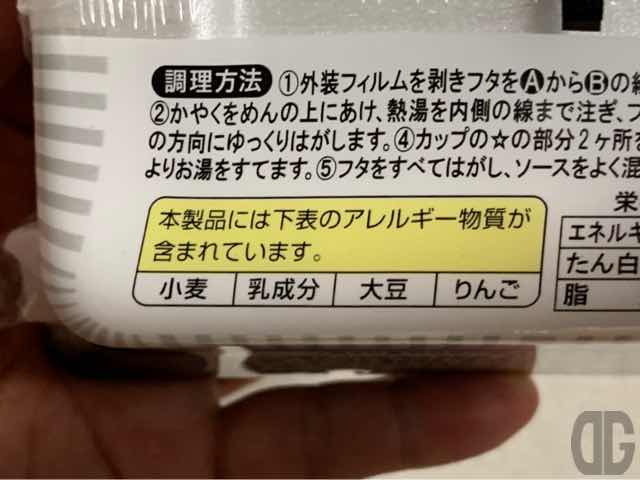 調理方法 ①外装フィルムを剥きフタをAからBの線
②かやくをめんの上にあけ、熱湯を内側の線まで注ぎ、フ
の方向にゆっくりはがします。④カップの☆の部分2ヶ所を
よりお湯をすてます。⑤フタをすべてはがし、ソースをよく混
本製品には下表のアレルギー物質が
含まれています。
小麦 乳成分 大豆 りんご
栄
エネルギ
たん白
脂
DG